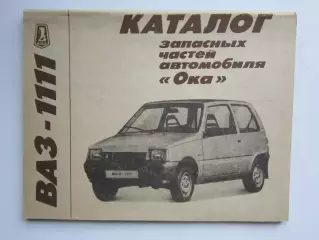 КАТАЛОГ
запасных
частей
автомобиля
«Ока»
ВАЗ-1111